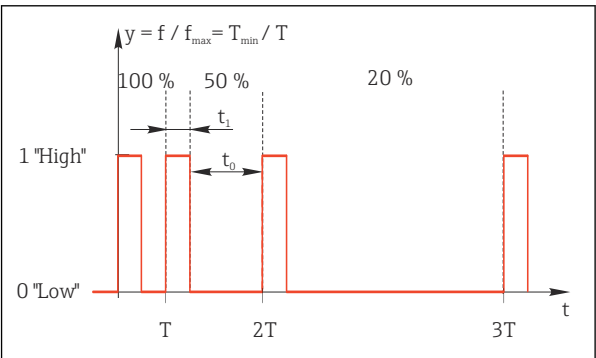 y = f / fmax = Tmin / T
100 % 50 % 20 %
t1
1 "High"
t0
0 "Low"
t
T 2T 3T